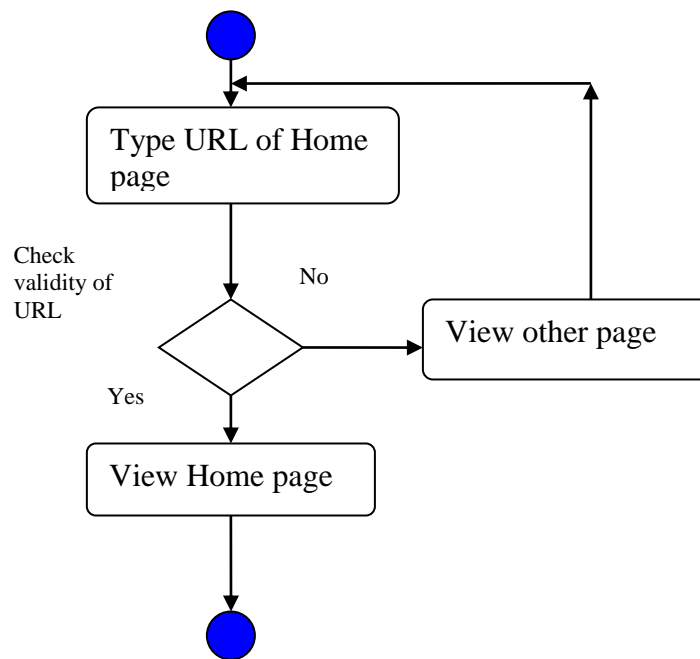 Type URL of Home
page
Check
validity of
URL
No
View other page
Yes
View Home page